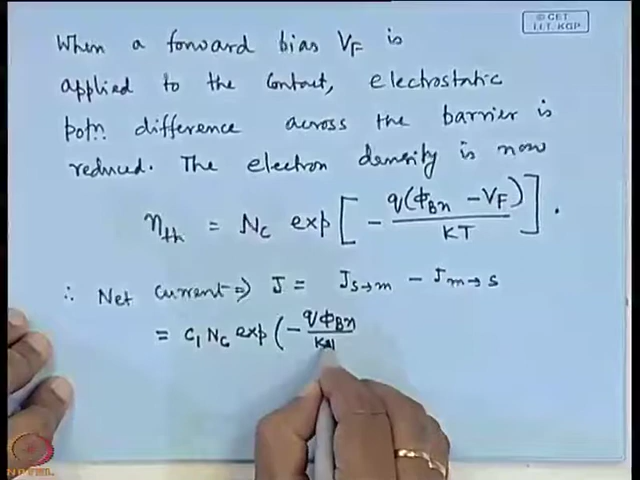 © CET
I.I.T. KGP
When a forward bias V_F is
applied to the contact, electrostatic
potn. difference across the barrier is
reduced. The electron density is now
n_th = N_c exp[ - q(φ_Bn - V_F) / KT ] .
∴ Net current ⇒ J = J_s→m - J_m→s
= C_1 N_c exp(- qφ_Bn / K
NPTEL